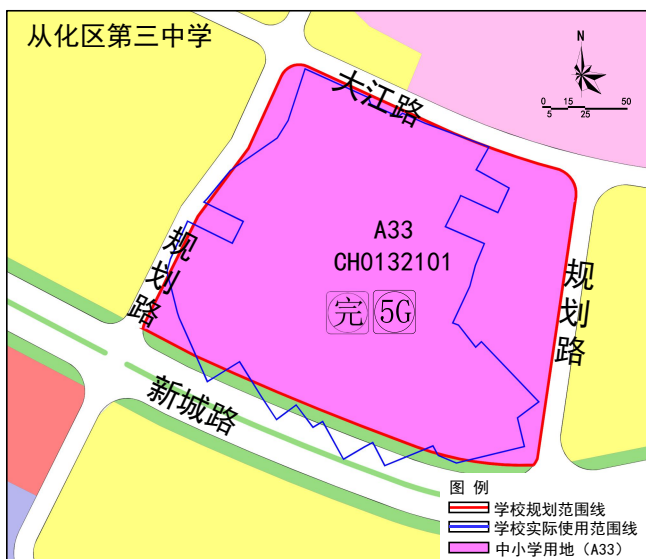 从化区第三中学
N
0 15 50
5 25
大江路
A33
CH0132101
完 5G
规划路
规划路
新城路
图 例
学校规划范围线
学校实际使用范围线
中小学用地（A33）